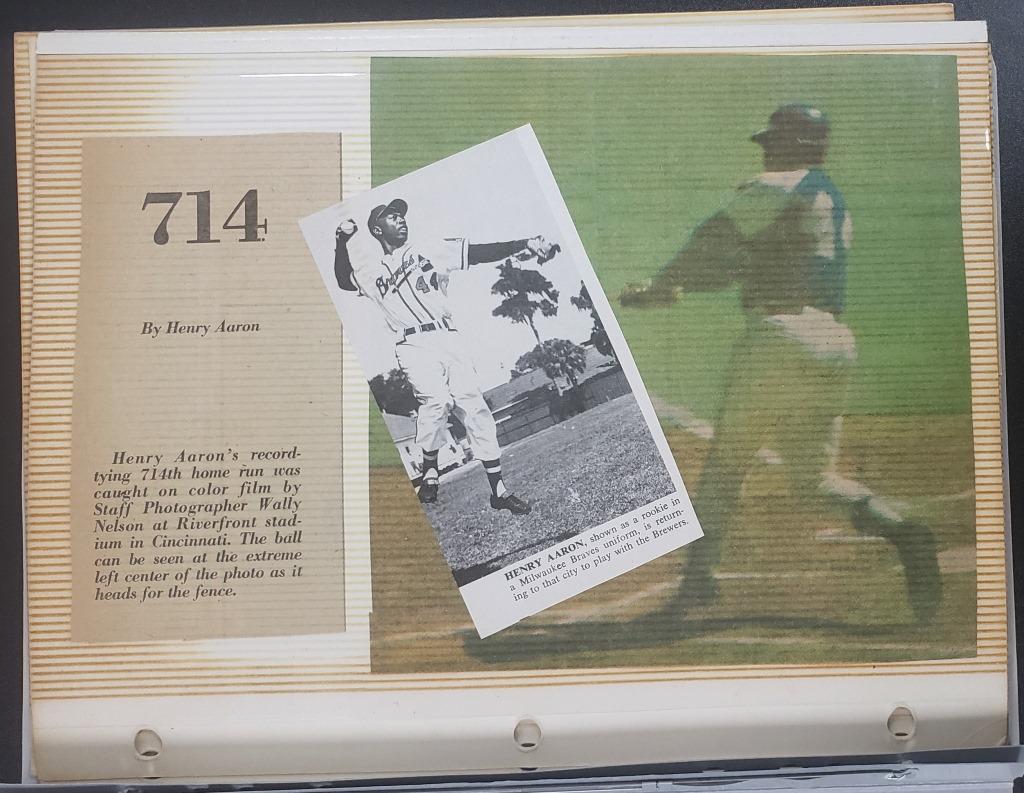 714
By Henry Aaron
Henry Aaron's record-
tying 714th home run was
caught on color film by
Staff Photographer Wally
Nelson at Riverfront stad-
ium in Cincinnati. The ball
can be seen at the extreme
left center of the photo as it
heads for the fence.
Braves
44
HENRY AARON, shown as a rookie in
a Milwaukee Braves uniform, is return-
ing to that city to play with the Brewers.